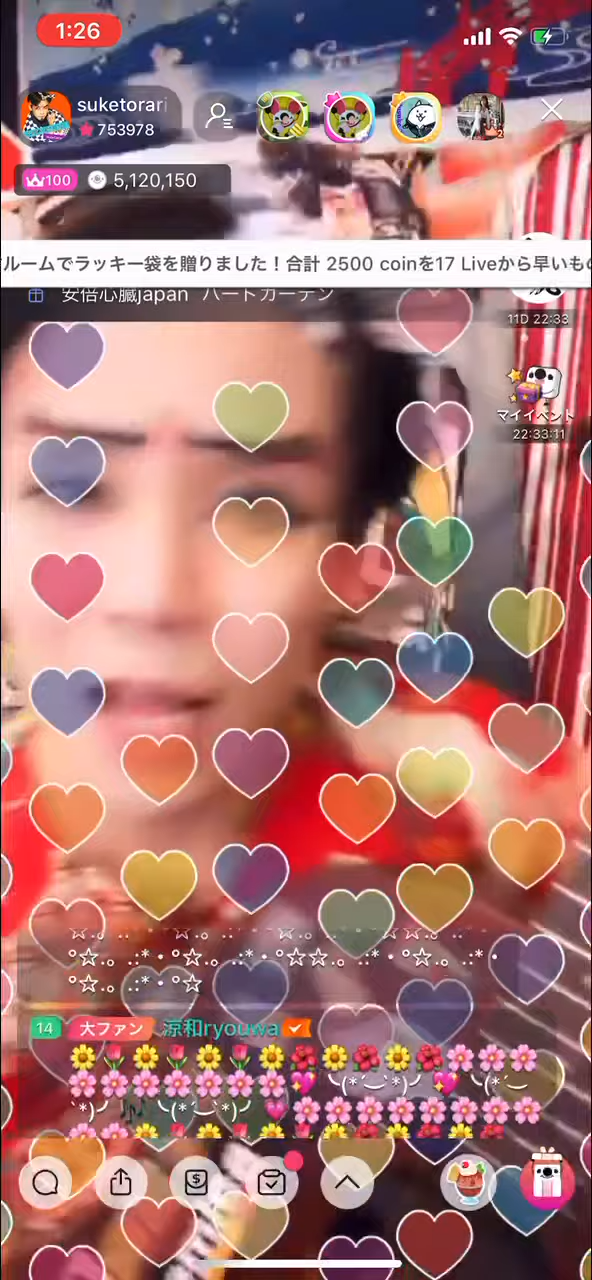 1:26
suketorari
753978
2
100 5,120,150
ルームでラッキー袋を贈りました！合計 2500 coinを17 Liveから早いもの
安倍心臓japan ハートカーテン
11D 22:33
マイイベント
22:33:11
°☆.。.:*・°☆.。.:*・°☆☆.。.:*・
°☆.。.:*・°☆
14 大ファン 涼和ryouwa
🌼🌷🌼🌷🌼🌷🌼🌺🌼🌺🌼🌺🌸🌸🌸